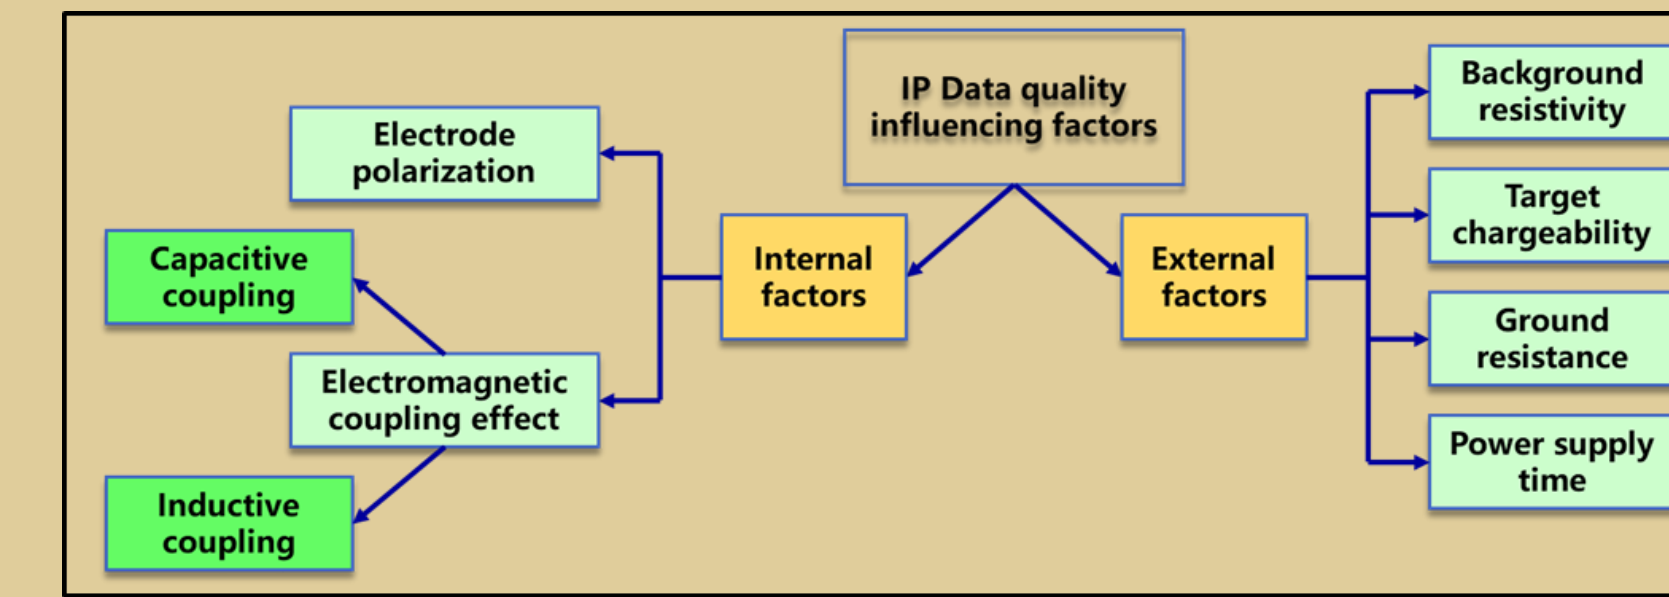 IP Data quality
influencing factors
Internal
factors
External
factors
Electrode
polarization
Electromagnetic
coupling effect
Capacitive
coupling
Inductive
coupling
Background
resistivity
Target
chargeability
Ground
resistance
Power supply
time